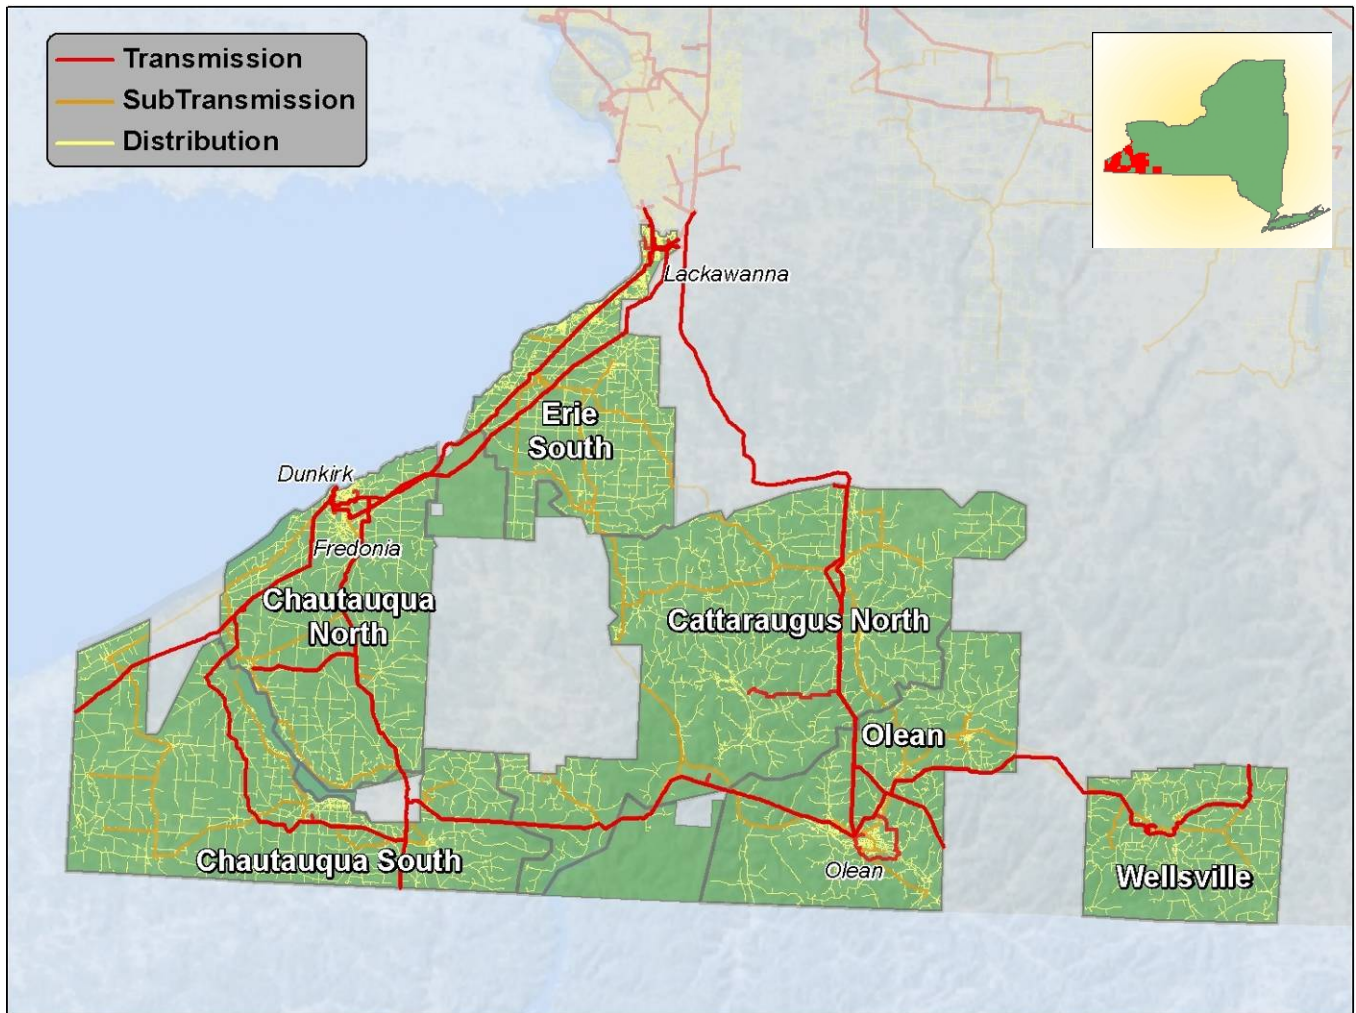 Transmission
SubTransmission
Distribution
Lackawanna
Erie
South
Dunkirk
Fredonia
Chautauqua
North
Cattaraugus North
Olean
Chautauqua South
Olean
Wellsville